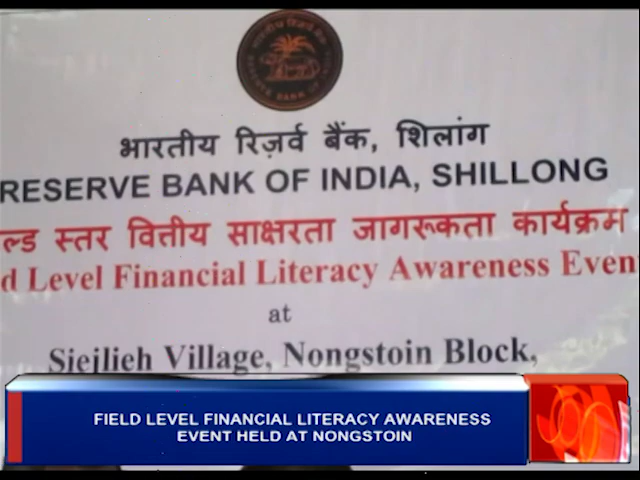 भारतीय रिज़र्व बैंक, शिलांग
RESERVE BANK OF INDIA, SHILLONG
ल्ड स्तर वित्तीय साक्षरता जागरूकता कार्यक्रम
d Level Financial Literacy Awareness Even
at
Siejlieh Village, Nongstoin Block,
FIELD LEVEL FINANCIAL LITERACY AWARENESS
EVENT HELD AT NONGSTOIN